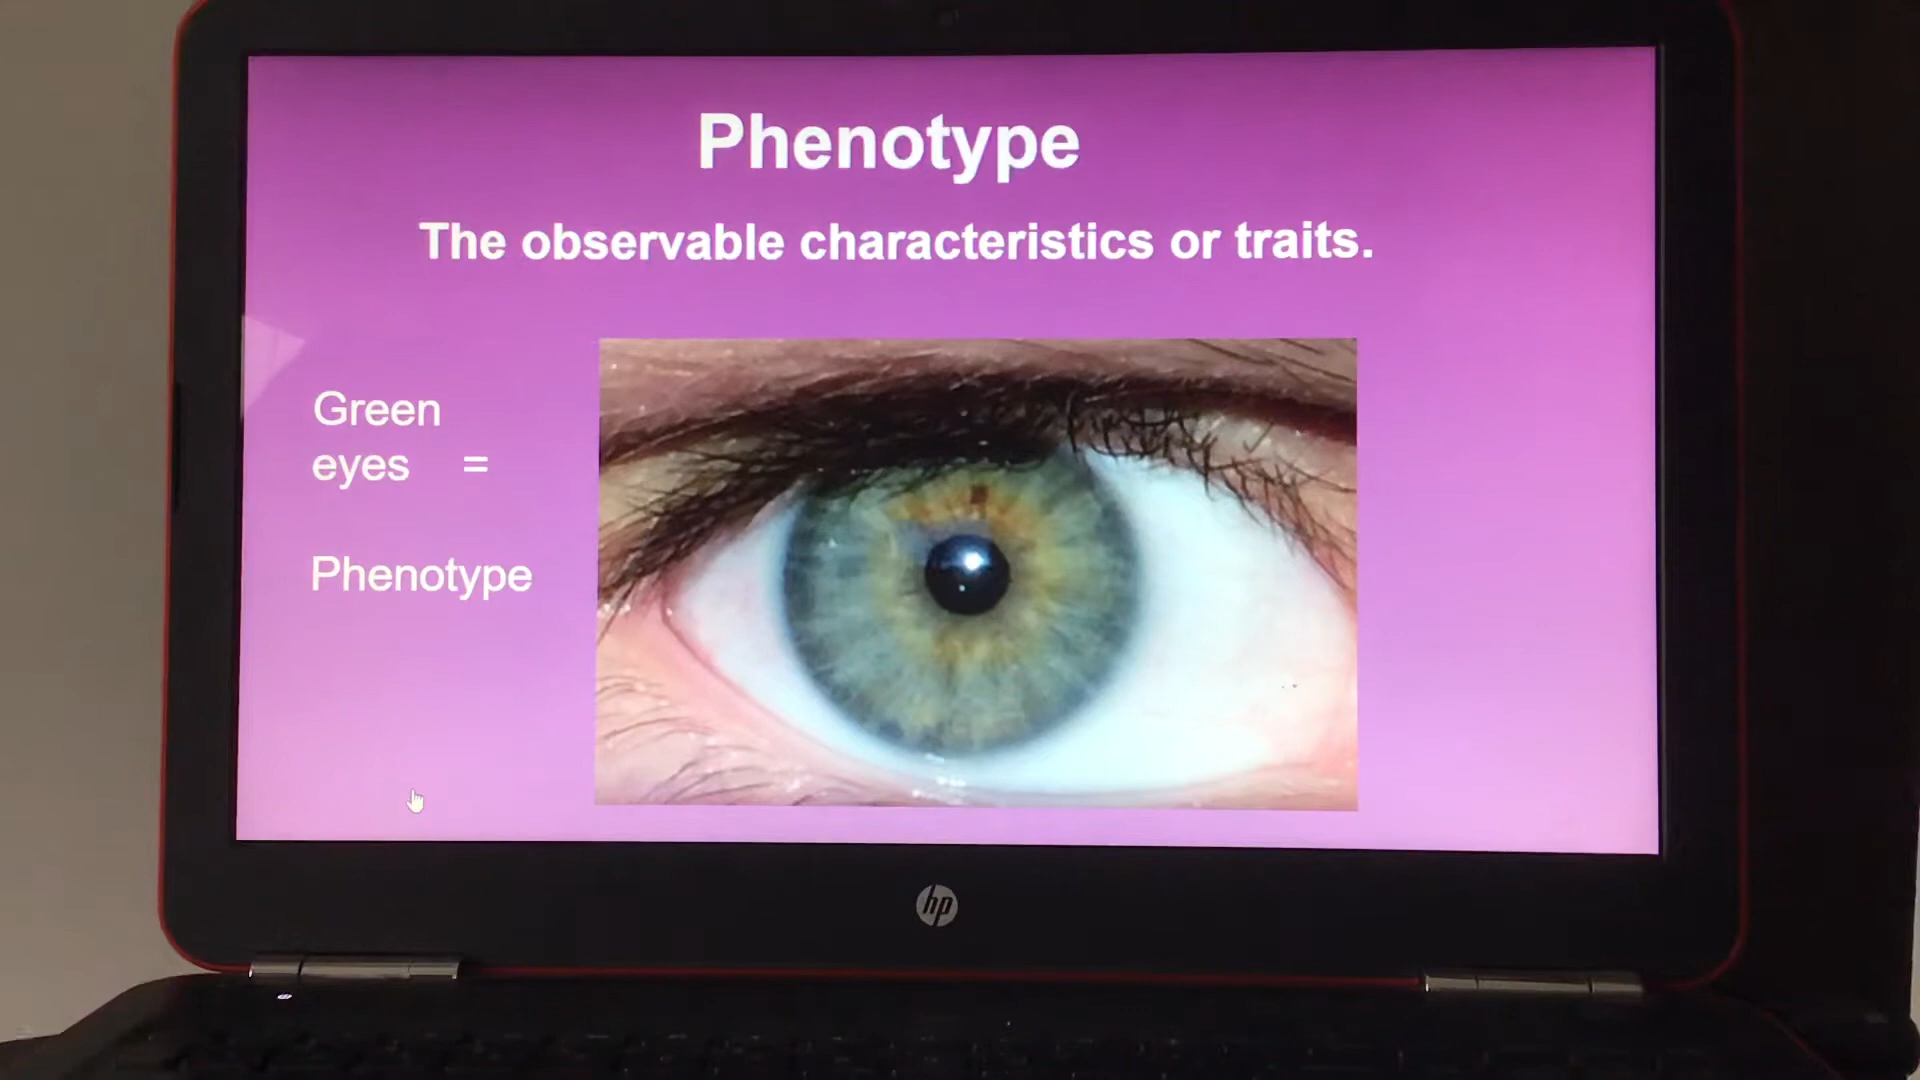 Phenotype
The observable characteristics or traits.
Green
eyes =
Phenotype
hp